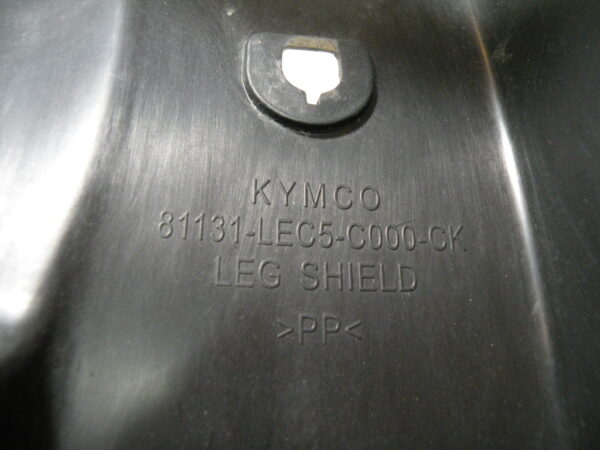 KYMCO
81131-LEC5-C000-CK
LEG SHIELD
>PP<